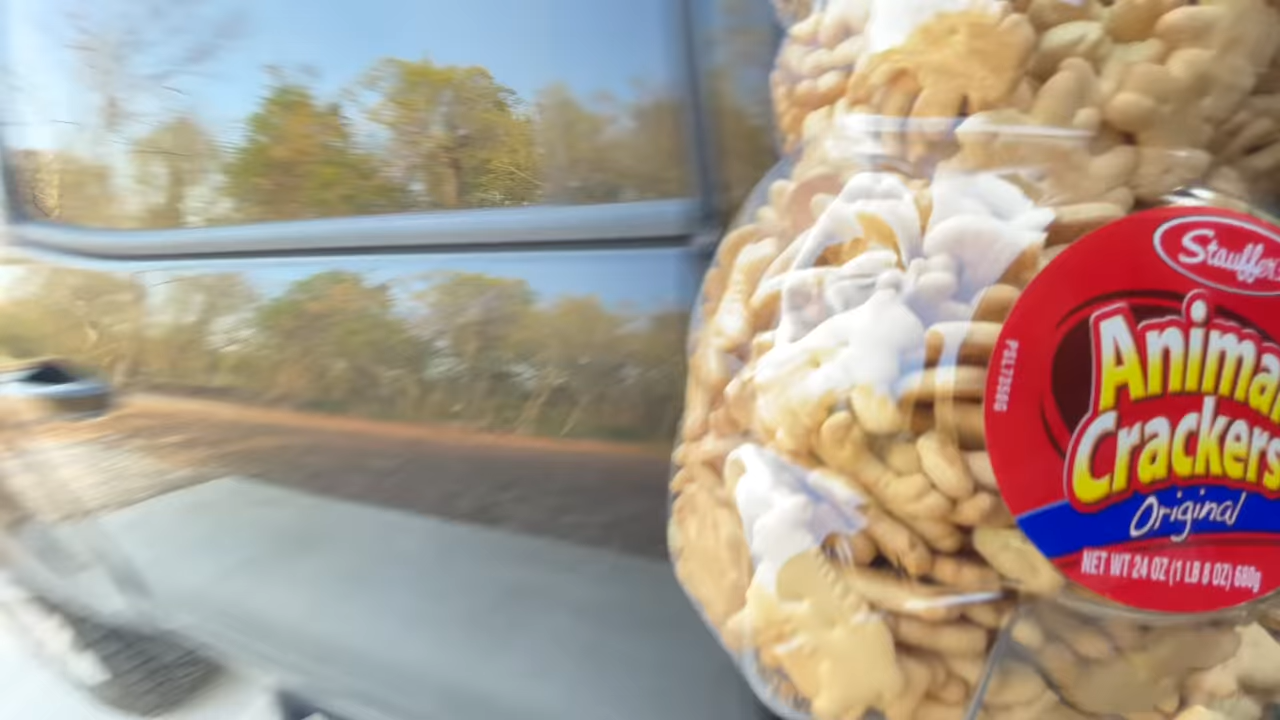 Stauffer
Animal
Crackers
Original
NET WT 24 OZ (1 LB 8 OZ) 680g